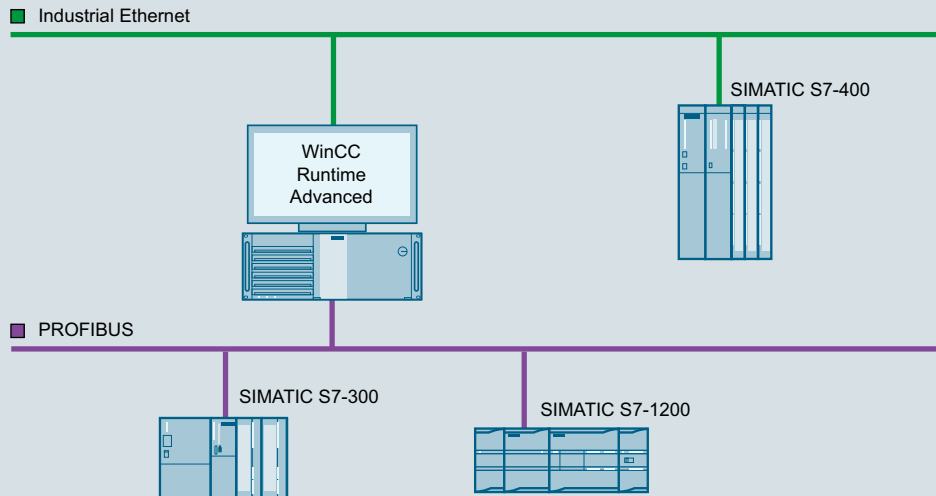 Industrial Ethernet
SIMATIC S7-400
WinCC
Runtime
Advanced
PROFIBUS
SIMATIC S7-300
SIMATIC S7-1200